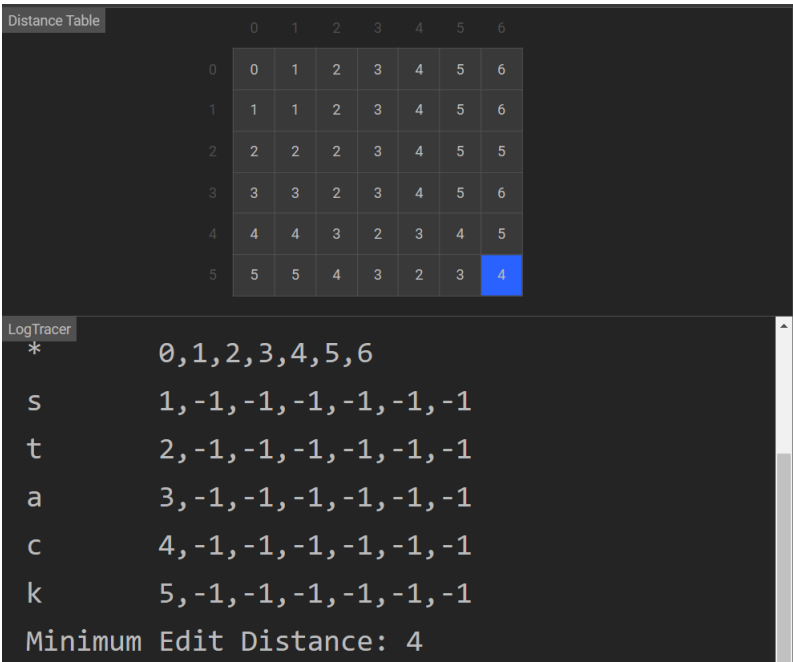 Distance Table
0 1 2 3 4 5 6
0 0 1 2 3 4 5 6
1 1 1 2 3 4 5 6
2 2 2 2 3 4 5 5
3 3 3 2 3 4 5 6
4 4 4 3 2 3 4 5
5 5 5 4 3 2 3 4
LogTracer
* 0,1,2,3,4,5,6
s 1,-1,-1,-1,-1,-1,-1
t 2,-1,-1,-1,-1,-1,-1
a 3,-1,-1,-1,-1,-1,-1
c 4,-1,-1,-1,-1,-1,-1
k 5,-1,-1,-1,-1,-1,-1
Minimum Edit Distance: 4